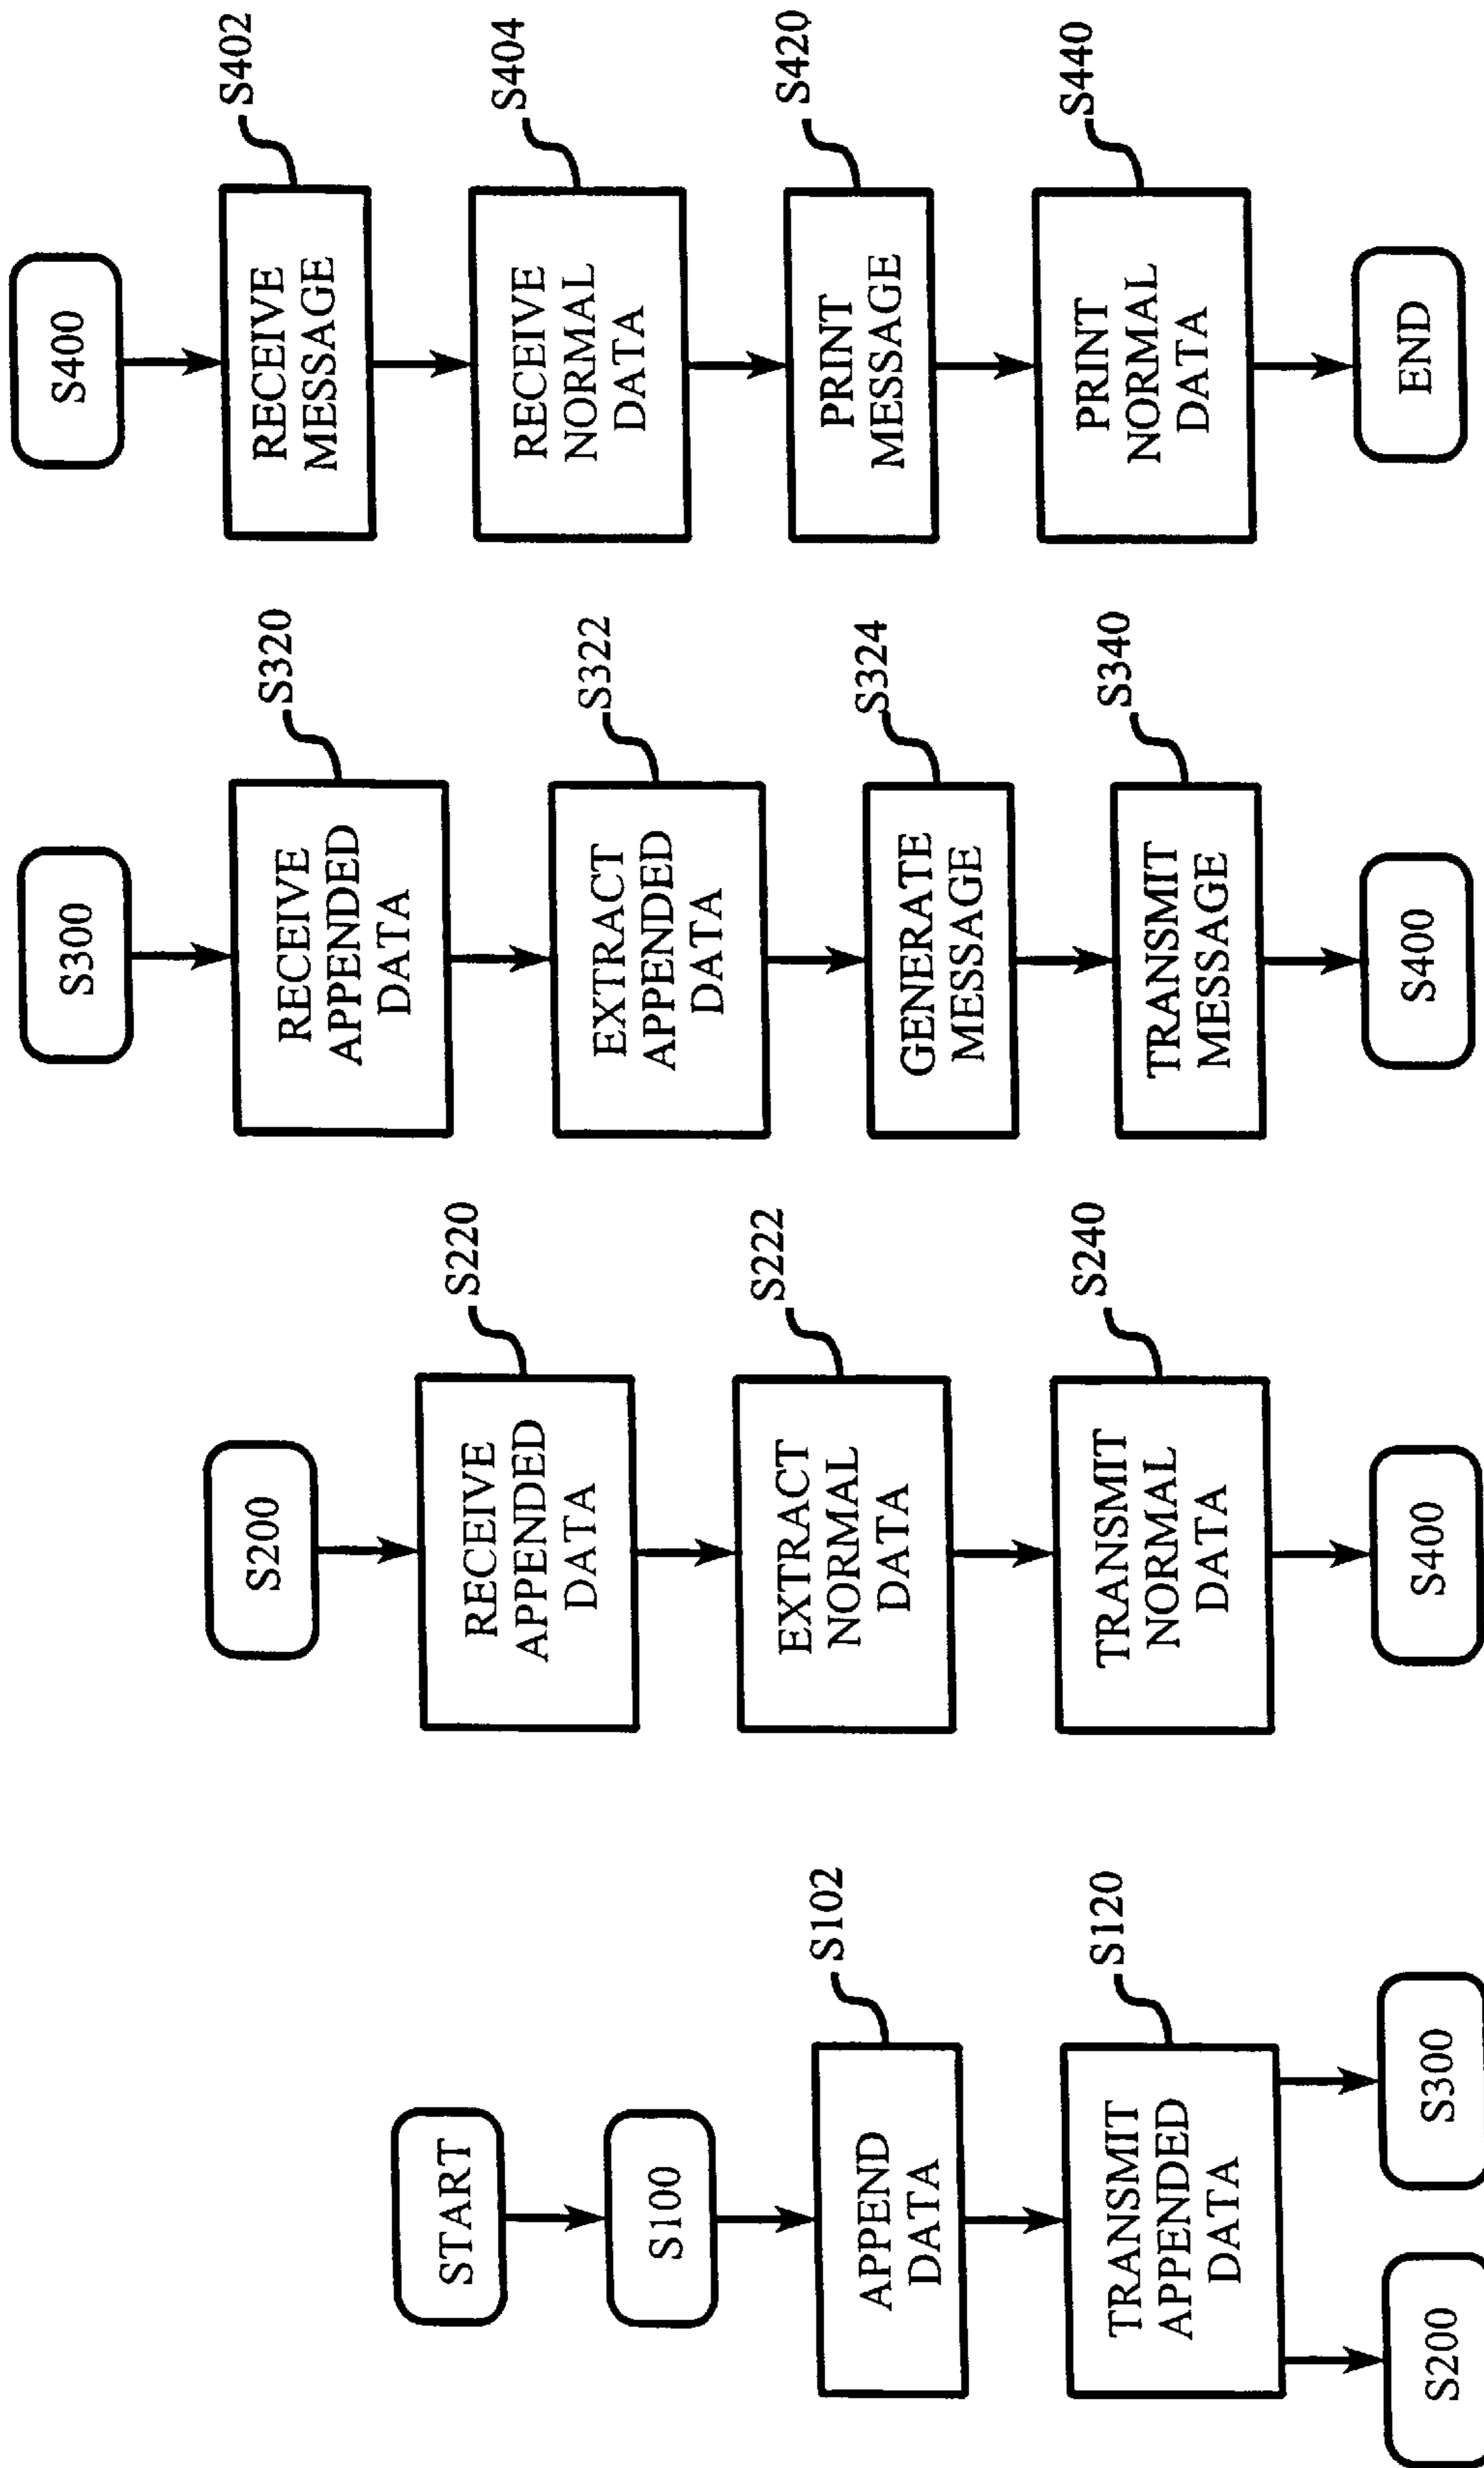 START
S100
APPEND
DATA
S102
TRANSMIT
APPENDED
DATA
S120
S200
S300
S200
RECEIVE
APPENDED
DATA
S220
EXTRACT
NORMAL
DATA
S222
TRANSMIT
NORMAL
DATA
S240
S400
S300
RECEIVE
APPENDED
DATA
S320
EXTRACT
APPENDED
DATA
S322
GENERATE
MESSAGE
S324
TRANSMIT
MESSAGE
S340
S400
S400
RECEIVE
MESSAGE
S402
RECEIVE
NORMAL
DATA
S404
PRINT
MESSAGE
S420
PRINT
NORMAL
DATA
S440
END